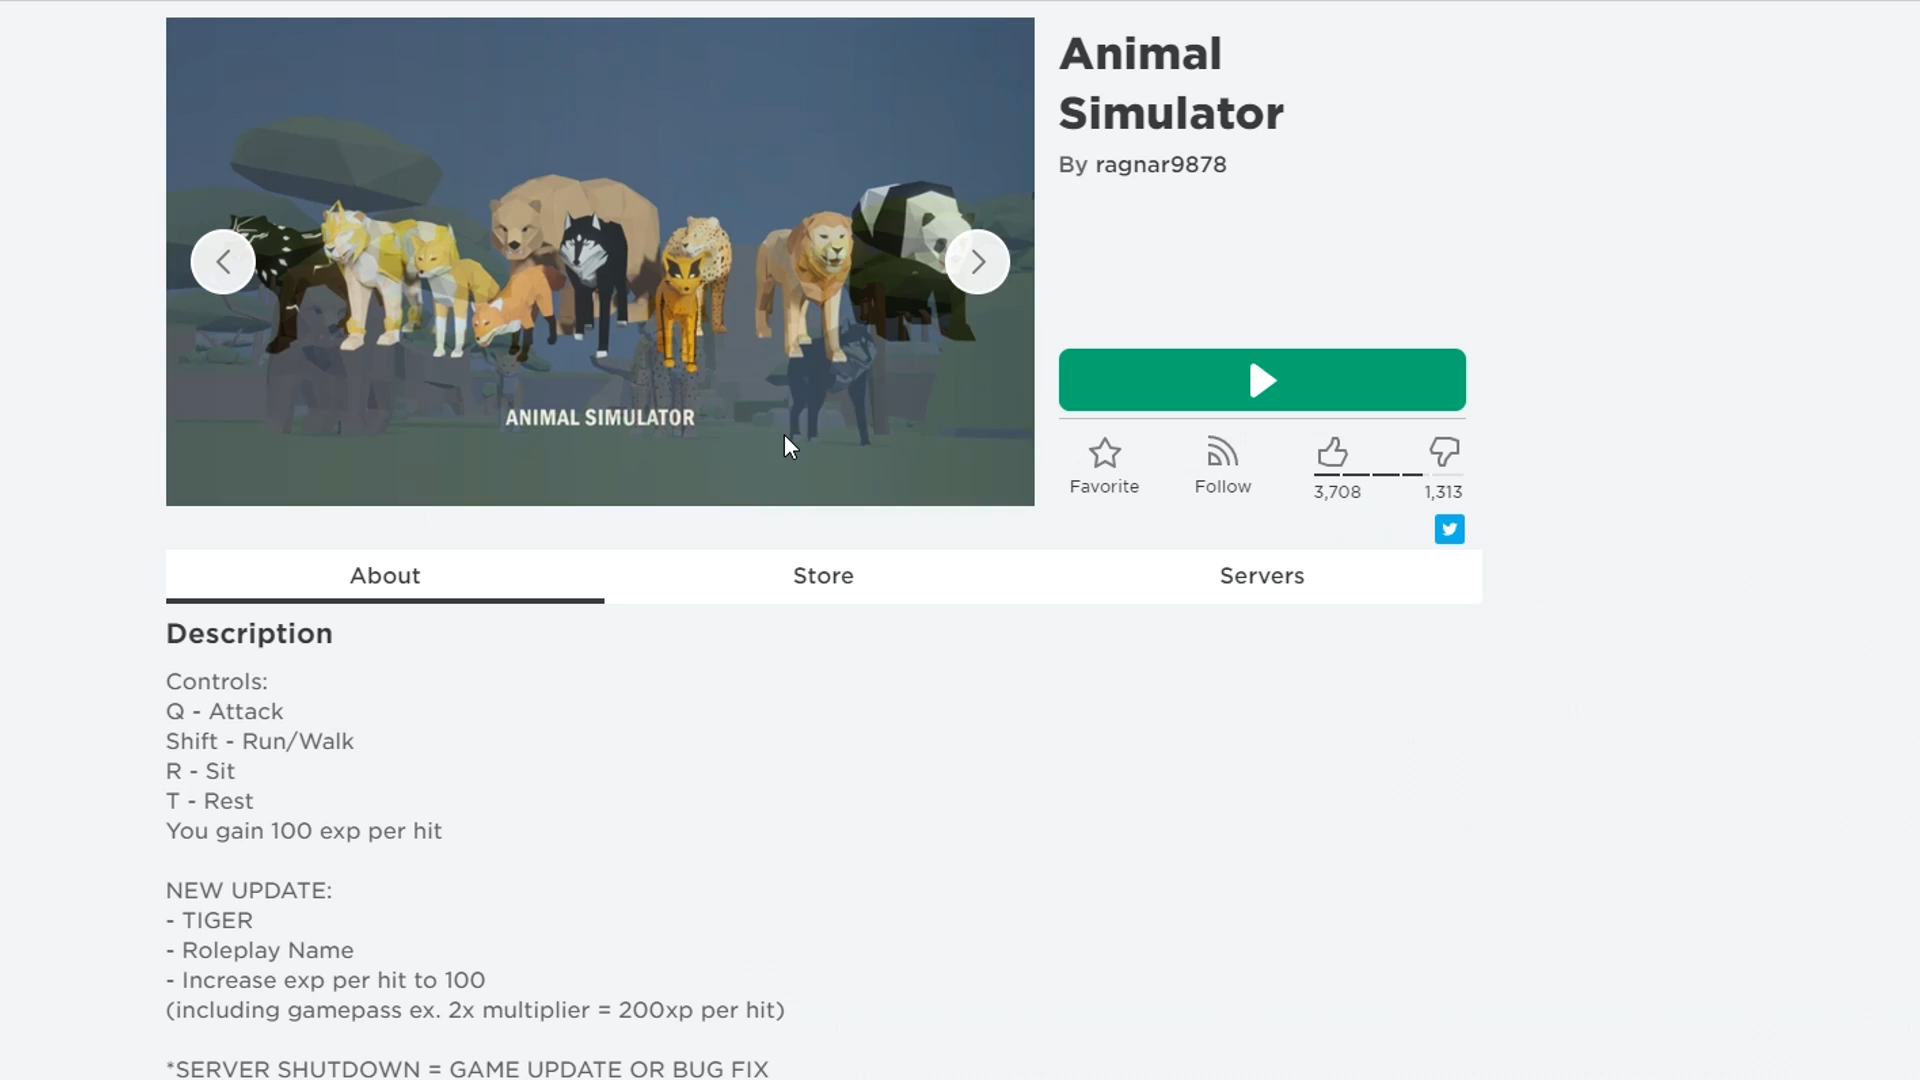 Animal
Simulator
By ragnar9878
ANIMAL SIMULATOR
Favorite
Follow
3,708
1,313
About
Store
Servers
Description
Controls:
Q - Attack
Shift - Run/Walk
R - Sit
T - Rest
You gain 100 exp per hit
NEW UPDATE:
- TIGER
- Roleplay Name
- Increase exp per hit to 100
(including gamepass ex. 2x multiplier = 200xp per hit)
*SERVER SHUTDOWN = GAME UPDATE OR BUG FIX